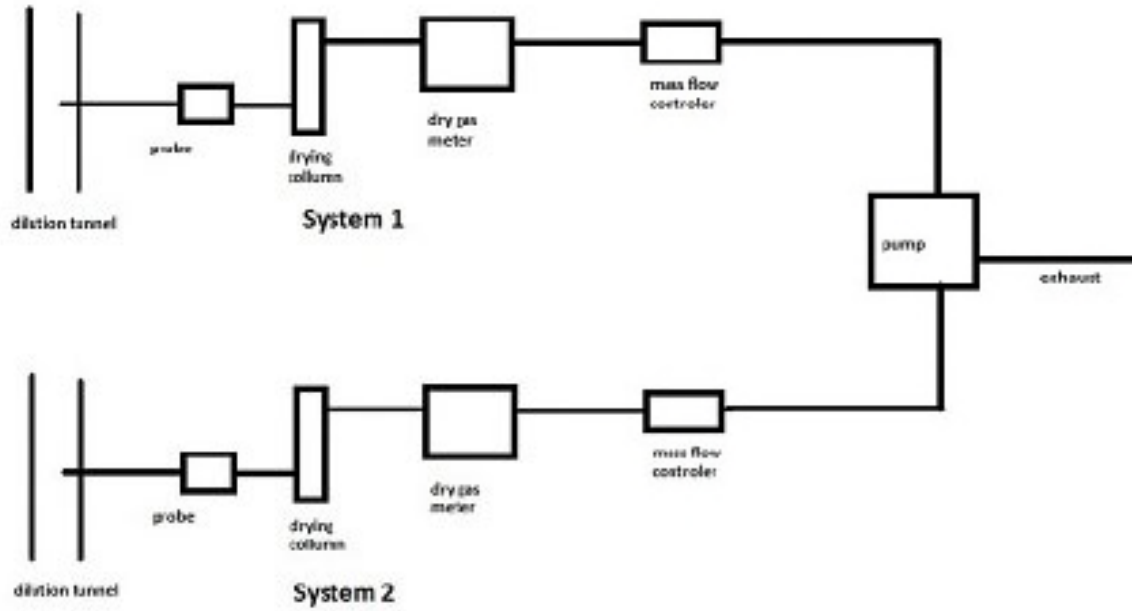 mass flow
controler
dry gas
meter
probe
drying
collumn
dilution tunnel
System 1
pump
exhaust
mass flow
controler
dry gas
meter
probe
drying
collumn
dilution tunnel
System 2